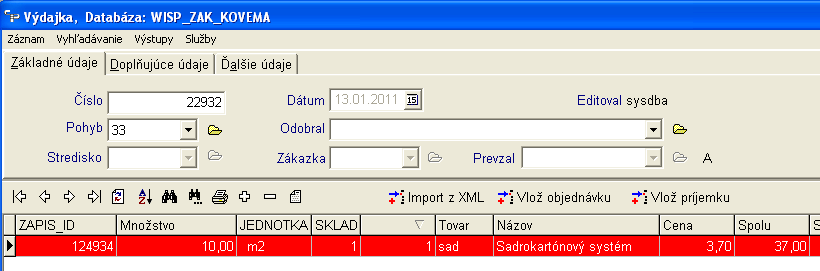 Výdajka, Databáza: WISP_ZAK_KOVEMA
Záznam Vyhľadávanie Výstupy Služby
Základné údaje Doplňujúce údaje Ďalšie údaje
Číslo 22932 Dátum 13.01.2011 15 Editoval sysdba
Pohyb 33 Odobral
Stredisko Zákazka Prevzal A
Import z XML Vlož objednávku Vlož príjemku
ZAPIS_ID Množstvo JEDNOTKA SKLAD Tovar Názov Cena Spolu S
124934 10,00 m2 1 1 sad Sadrokartónový systém 3,70 37,00